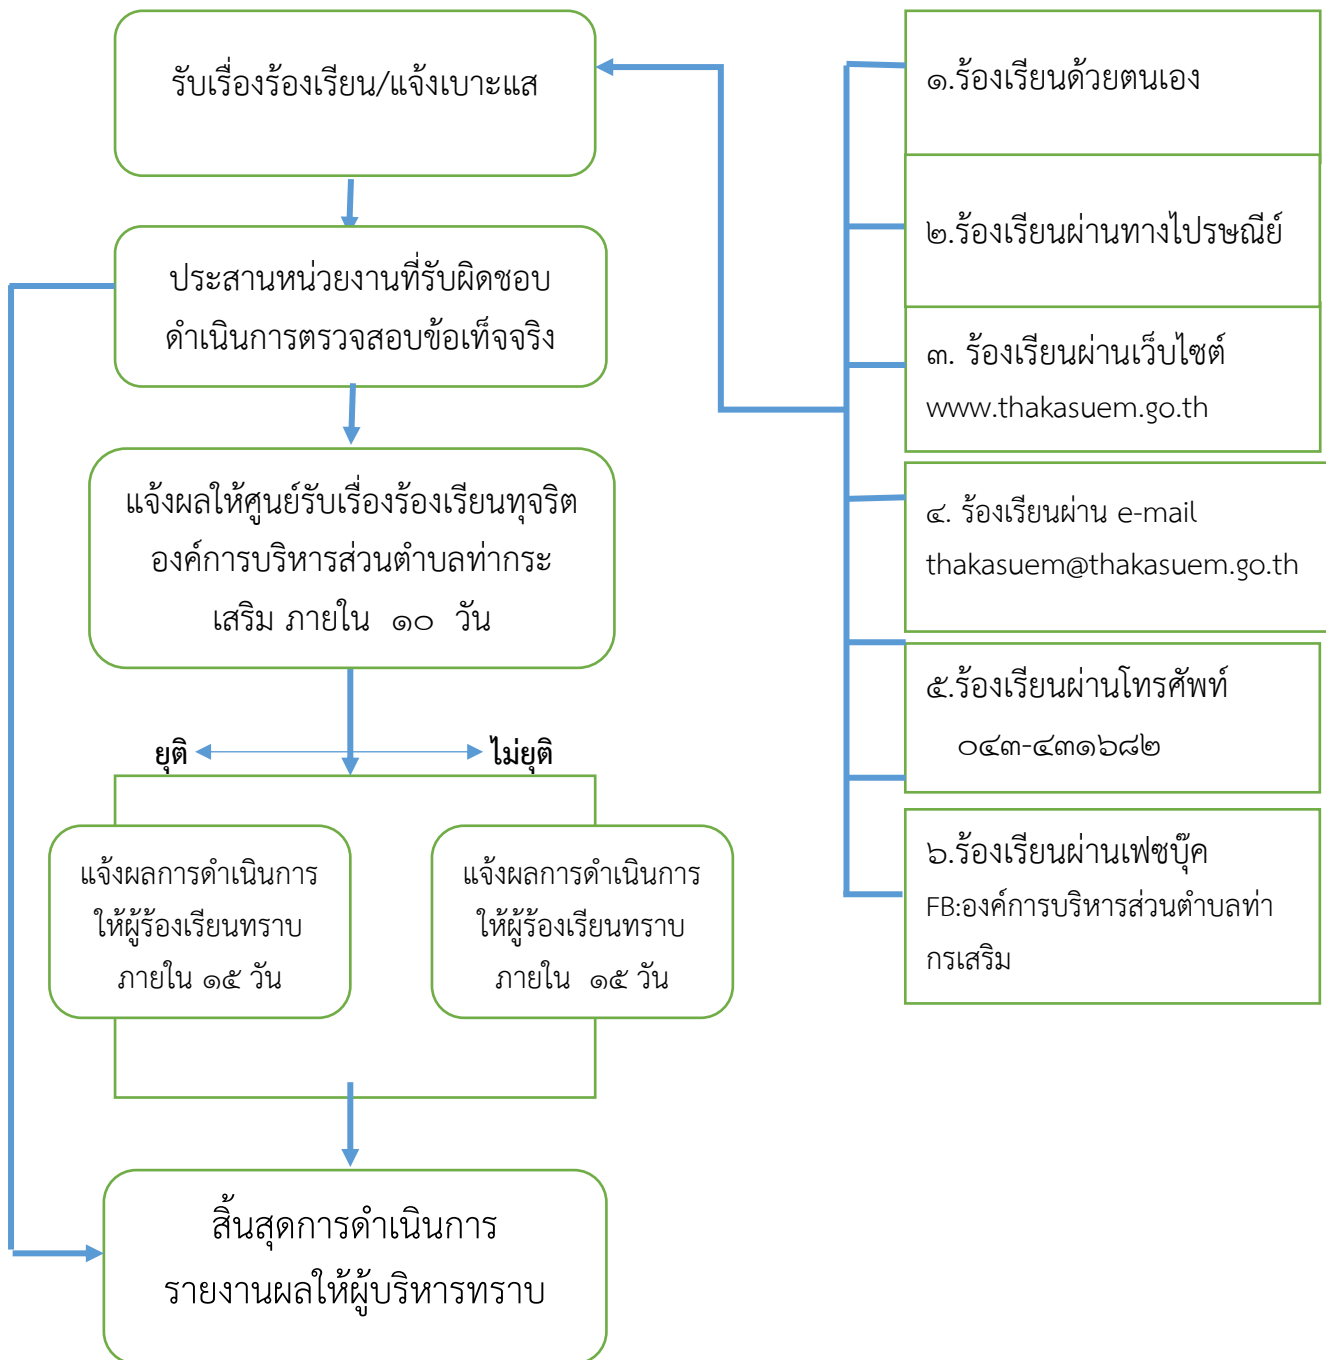 รับเรื่องร้องเรียน/แจ้งเบาะแส
ประสานหน่วยงานที่รับผิดชอบ
ดำเนินการตรวจสอบข้อเท็จจริง
แจ้งผลให้ศูนย์รับเรื่องร้องเรียนทุจริต
องค์การบริหารส่วนตำบลท่ากระ
เสริม ภายใน ๑๐ วัน
ยุติ
ไม่ยุติ
แจ้งผลการดำเนินการ
ให้ผู้ร้องเรียนทราบ
ภายใน ๑๕ วัน
แจ้งผลการดำเนินการ
ให้ผู้ร้องเรียนทราบ
ภายใน ๑๕ วัน
สิ้นสุดการดำเนินการ
รายงานผลให้ผู้บริหารทราบ
๑.ร้องเรียนด้วยตนเอง
๒.ร้องเรียนผ่านทางไปรษณีย์
๓. ร้องเรียนผ่านเว็บไซต์
www.thakasuem.go.th
๔. ร้องเรียนผ่าน e-mail
thakasuem@thakasuem.go.th
๕.ร้องเรียนผ่านโทรศัพท์
๐๔๓-๔๓๑๖๘๒
๖.ร้องเรียนผ่านเฟซบุ๊ค
FB:องค์การบริหารส่วนตำบลท่า
กรเสริม